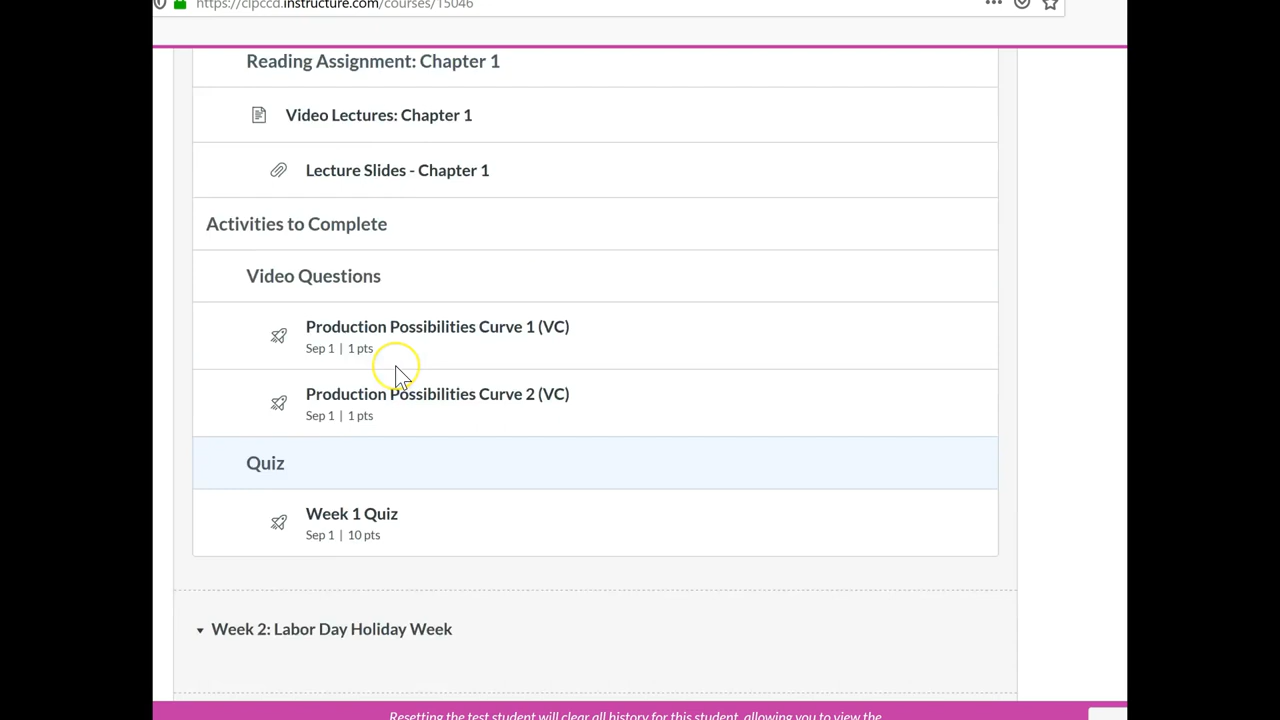 https://clpccd.instructure.com/courses/15046
Reading Assignment: Chapter 1
Video Lectures: Chapter 1
Lecture Slides - Chapter 1
Activities to Complete
Video Questions
Production Possibilities Curve 1 (VC)
Sep 1 | 1 pts
Production Possibilities Curve 2 (VC)
Sep 1 | 1 pts
Quiz
Week 1 Quiz
Sep 1 | 10 pts
Week 2: Labor Day Holiday Week
Resetting the test student will clear all history for this student, allowing you to view the